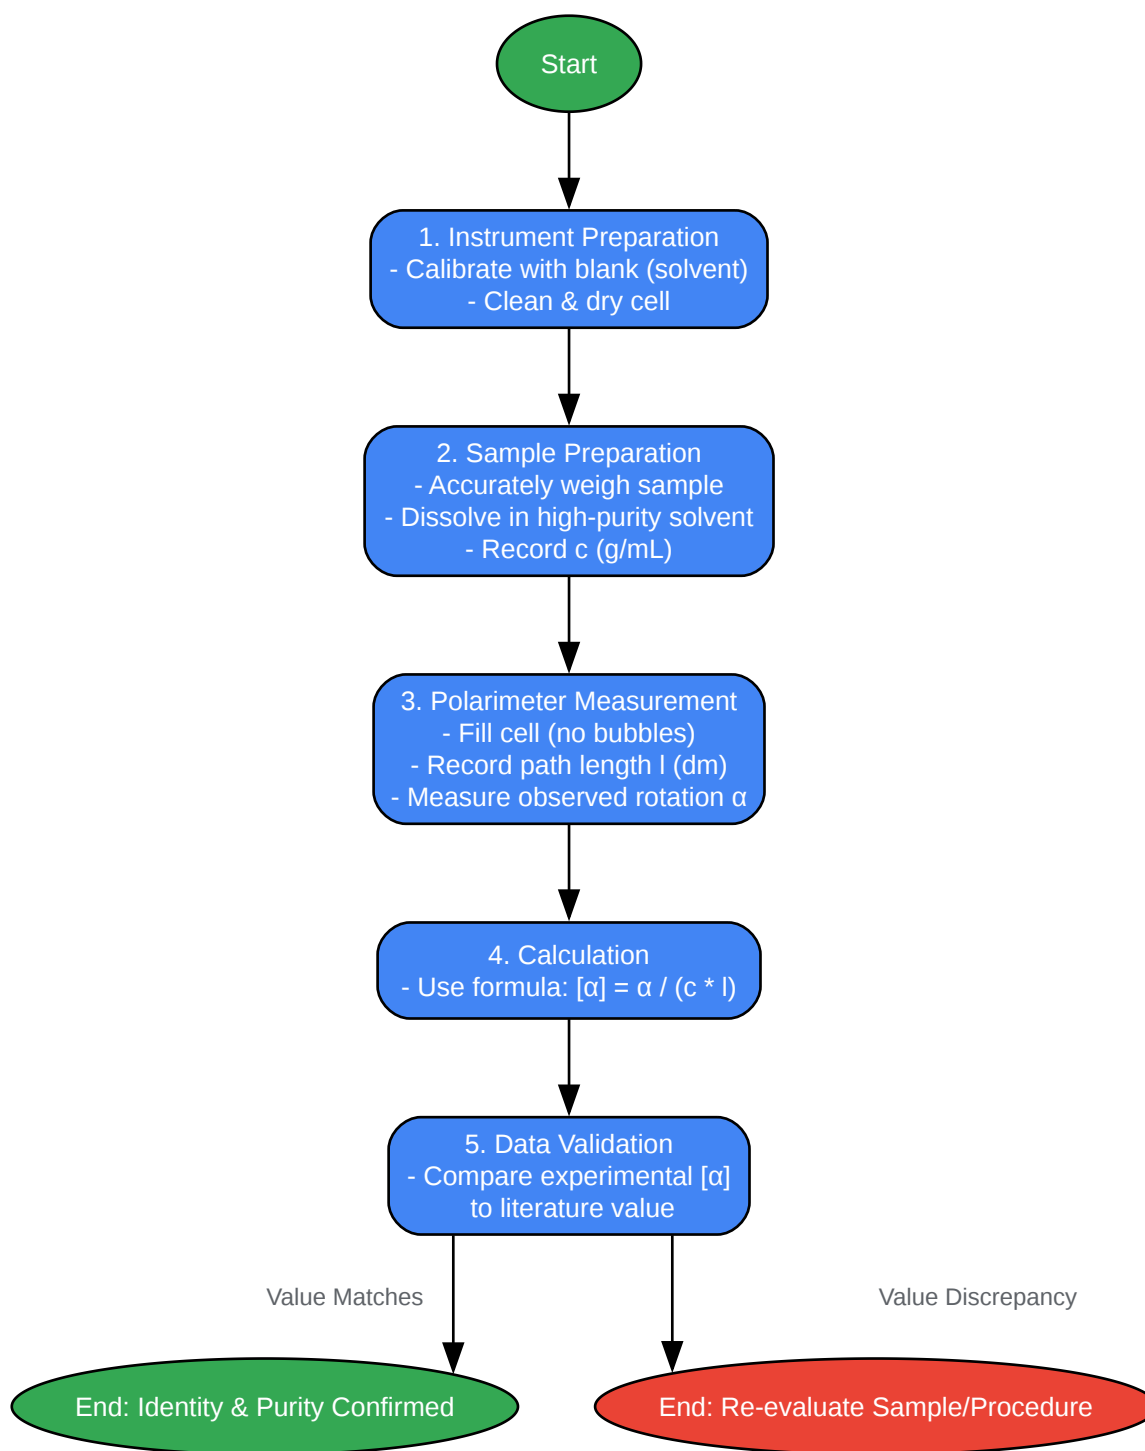 Start
1. Instrument Preparation
- Calibrate with blank (solvent)
- Clean & dry cell
2. Sample Preparation
- Accurately weigh sample
- Dissolve in high-purity solvent
- Record c (g/mL)
3. Polarimeter Measurement
- Fill cell (no bubbles)
- Record path length l (dm)
- Measure observed rotation α
4. Calculation
- Use formula: [α] = α / (c * l)
5. Data Validation
- Compare experimental [α]
to literature value
Value Matches
Value Discrepancy
End: Identity & Purity Confirmed
End: Re-evaluate Sample/Procedure